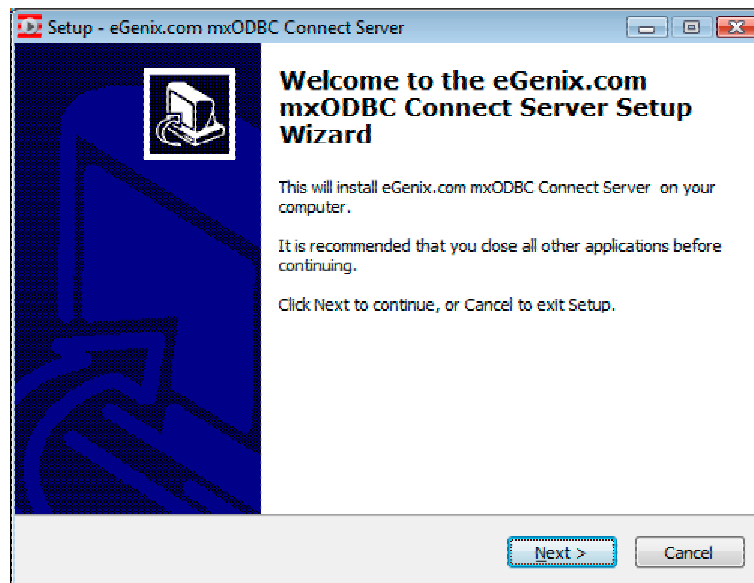 Setup - eGenix.com mxODBC Connect Server
Welcome to the eGenix.com
mxODBC Connect Server Setup
Wizard
This will install eGenix.com mxODBC Connect Server on your
computer.
It is recommended that you close all other applications before
continuing.
Click Next to continue, or Cancel to exit Setup.
Next >
Cancel